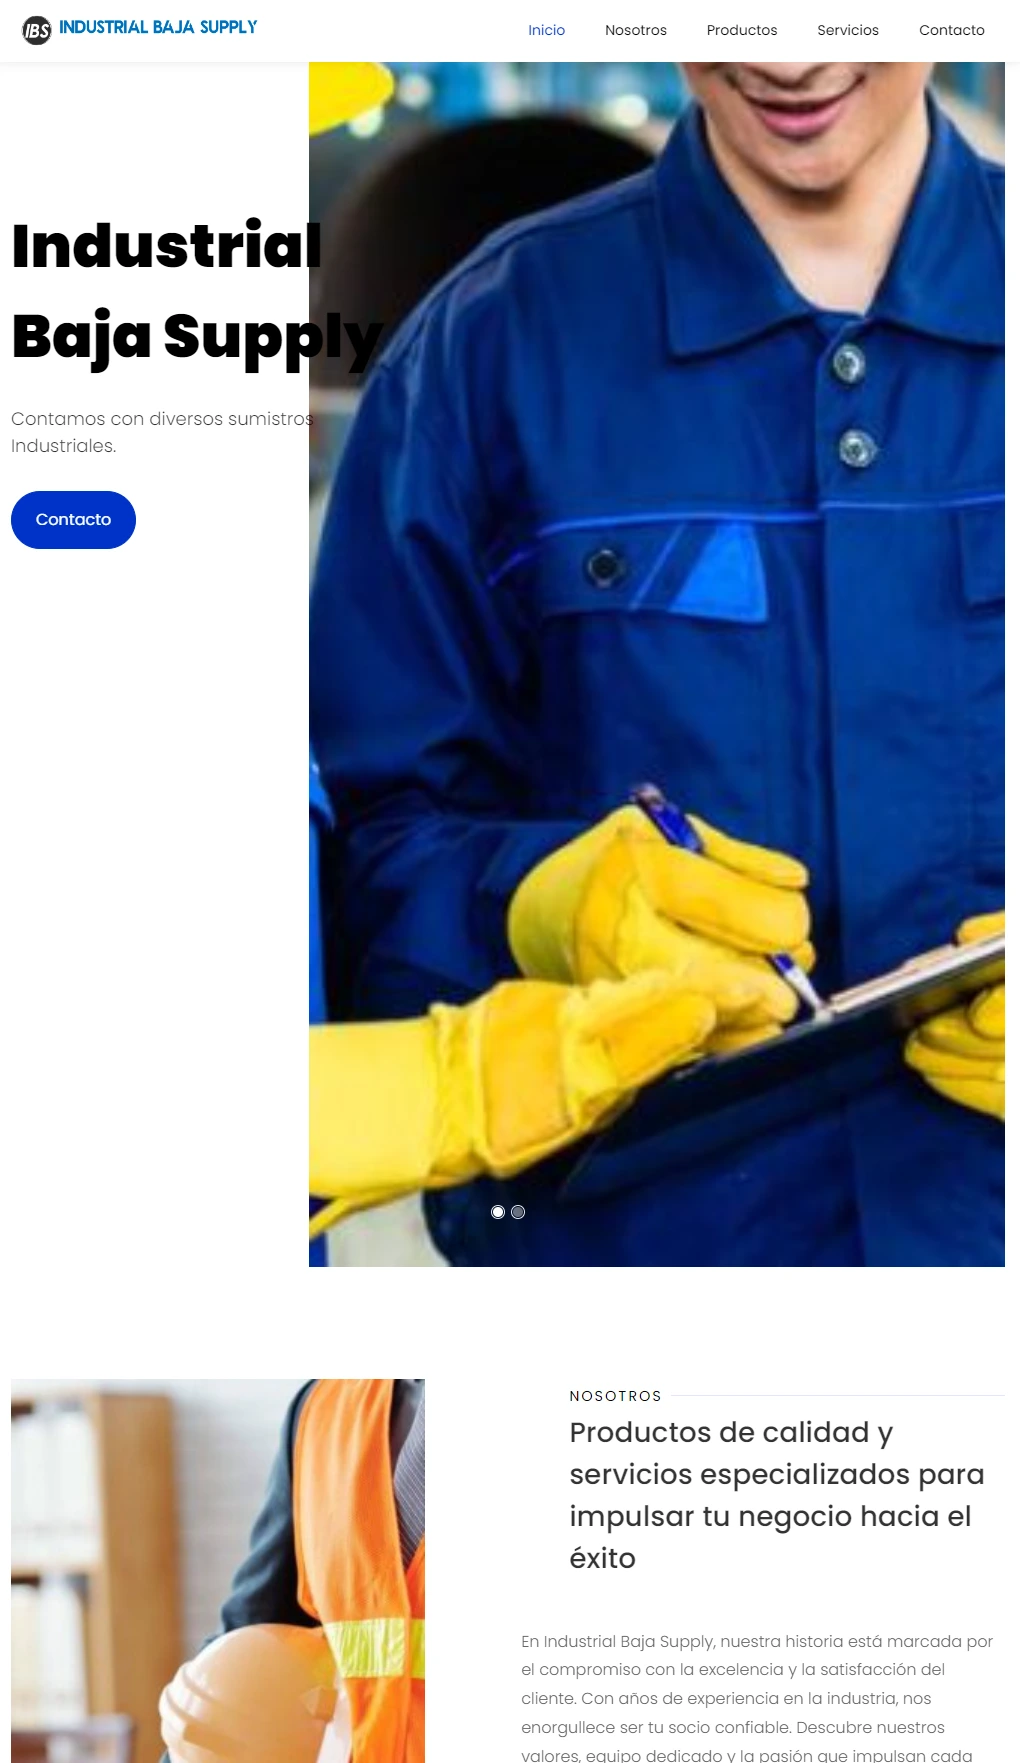 IBS INDUSTRIAL BAJA SUPPLY
Inicio Nosotros Productos Servicios Contacto
Industrial
Baja Supply
Contamos con diversos sumistros
Industriales.
Contacto
NOSOTROS
Productos de calidad y
servicios especializados para
impulsar tu negocio hacia el
éxito
En Industrial Baja Supply, nuestra historia está marcada por
el compromiso con la excelencia y la satisfacción del
cliente. Con años de experiencia en la industria, nos
enorgullece ser tu socio confiable. Descubre nuestros
valores, equipo dedicado y la pasión que impulsan cada